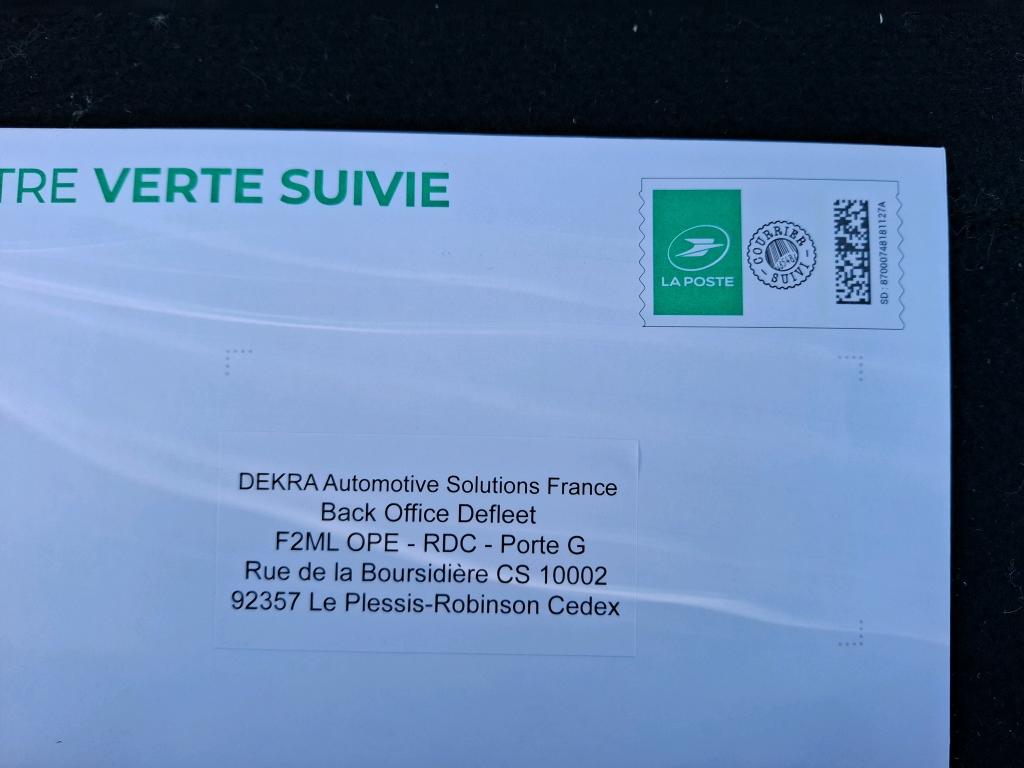 TRE VERTE SUIVIE
LA POSTE
COURRIER
SUIVI
SD : 87000748181127A
DEKRA Automotive Solutions France
Back Office Defleet
F2ML OPE - RDC - Porte G
Rue de la Boursidière CS 10002
92357 Le Plessis-Robinson Cedex